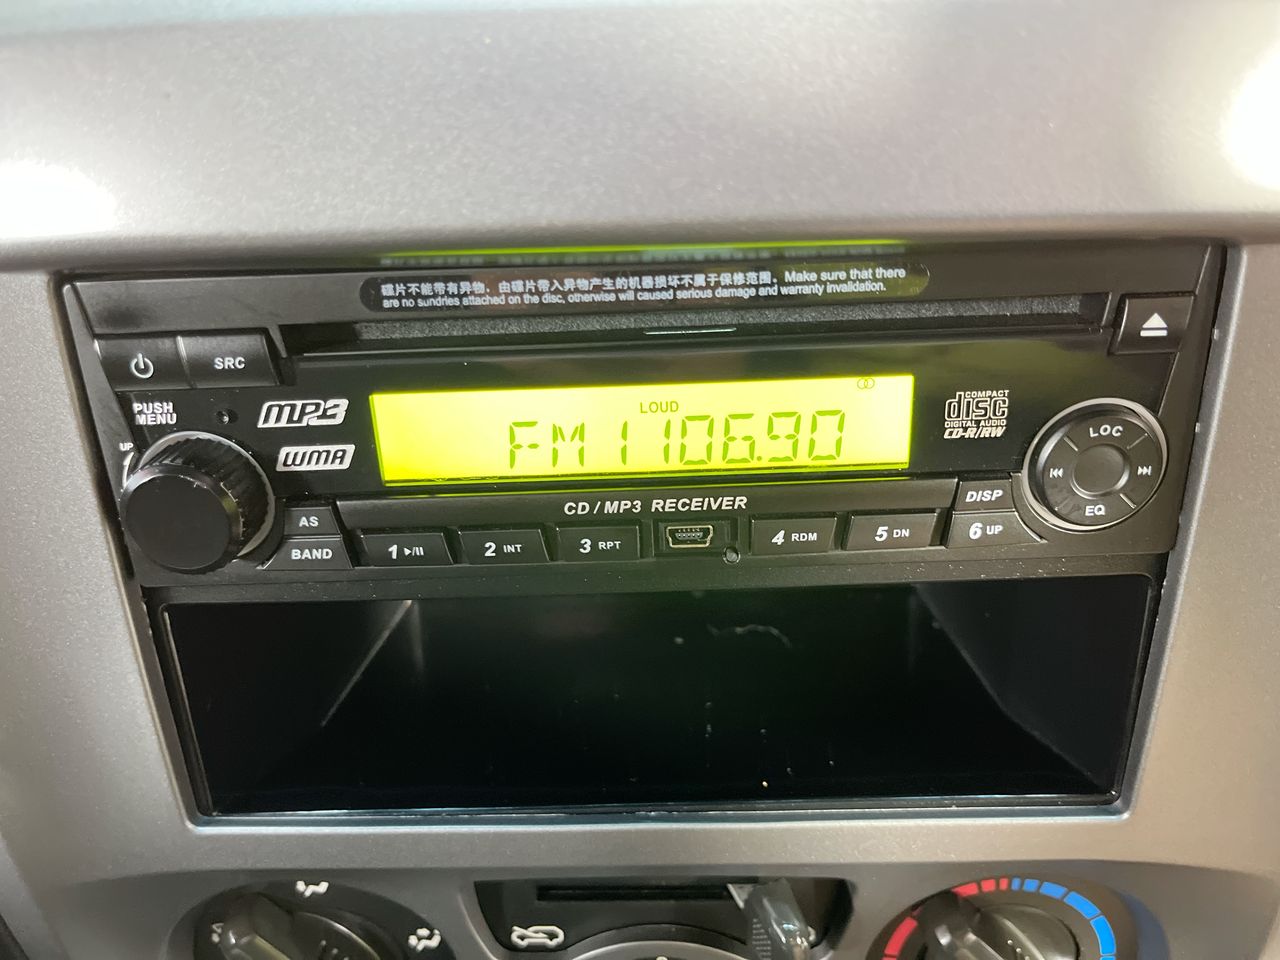 碟片不能带有异物，由碟片带入异物产生的机器损坏不属于保修范围。Make sure that there
are no sundries attached on the disc, otherwise will caused serious damage and warranty invalidation.
SRC
PUSH
MENU
UP
MP3
WMA
LOUD
FM1 106.90
COMPACT
disc
DIGITAL AUDIO
CD-R/RW
LOC
EQ
CD / MP3 RECEIVER
DISP
AS
BAND
1
2 INT
3 RPT
4 RDM
5 DN
6 UP